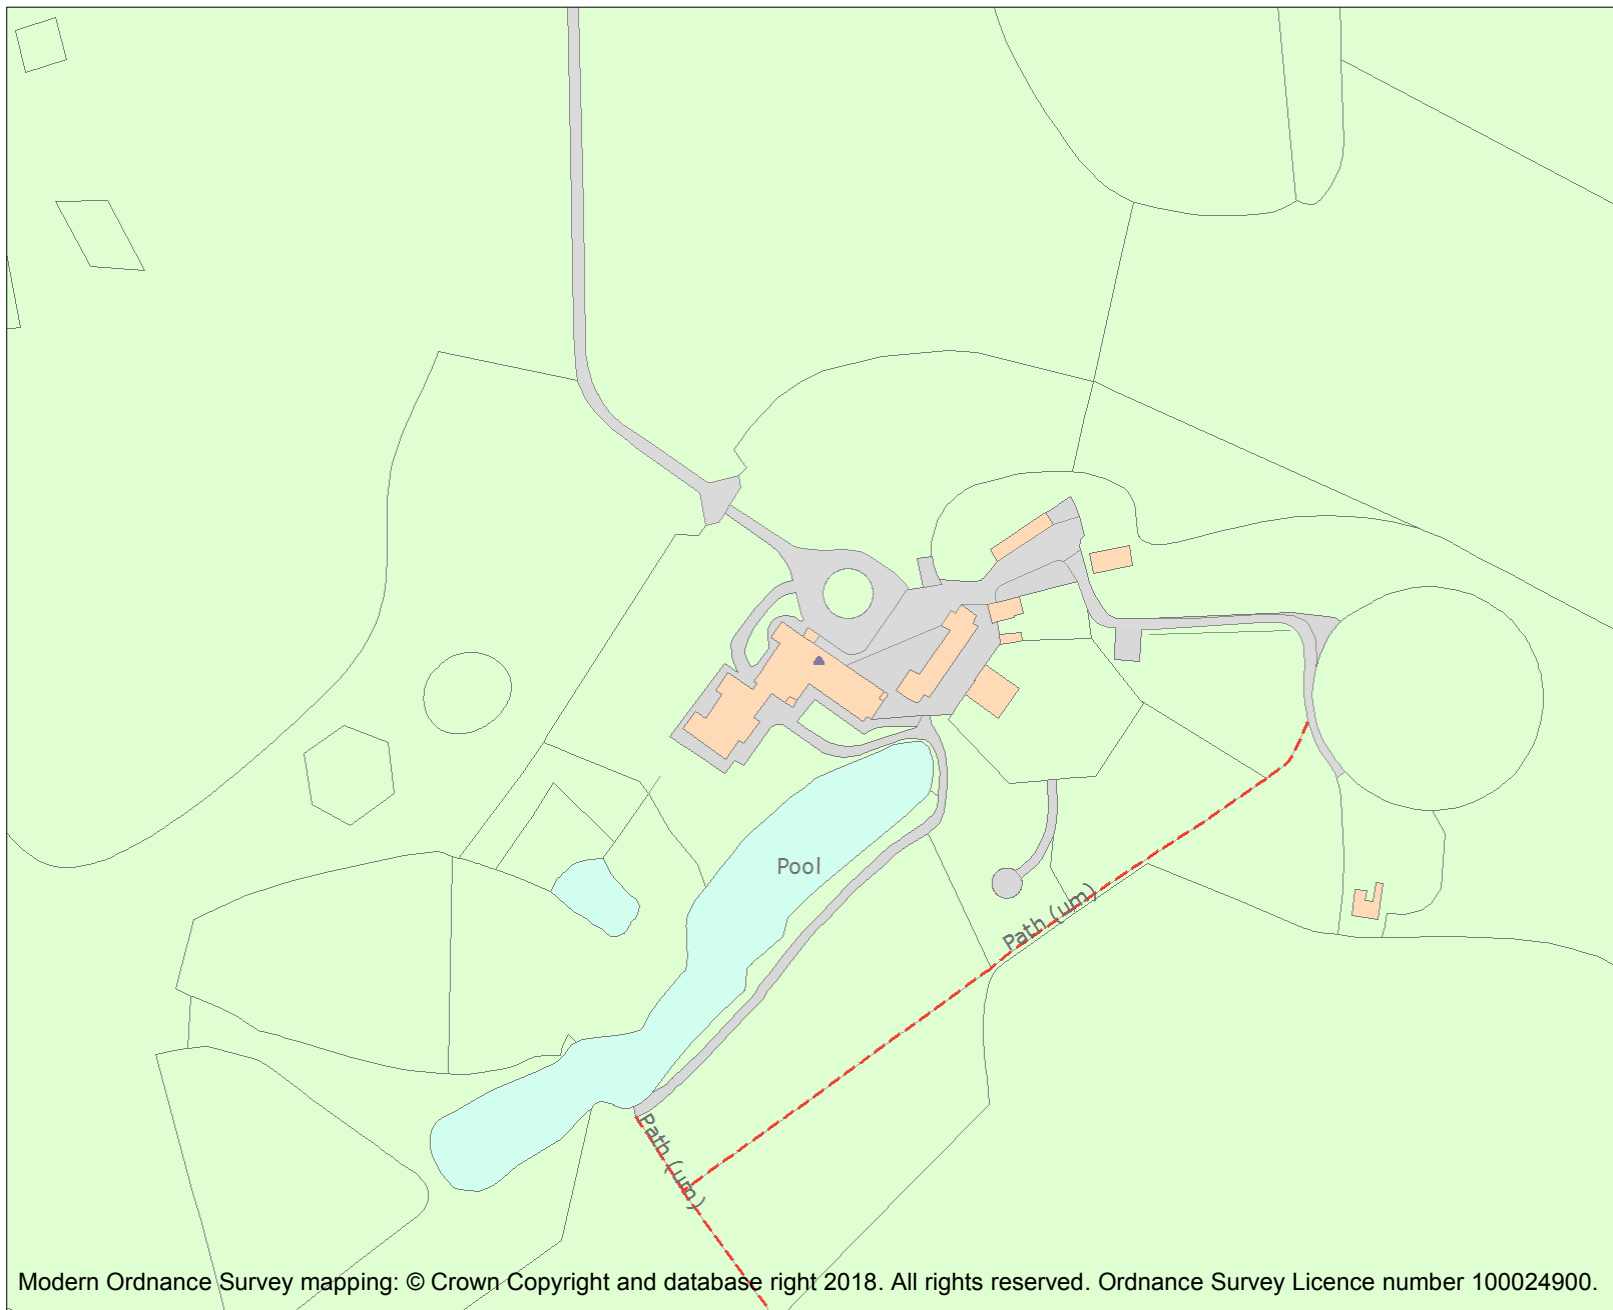 Pool
Path (um)
Path (um)
Modern Ordnance Survey mapping: © Crown Copyright and database right 2018. All rights reserved. Ordnance Survey Licence number 100024900.